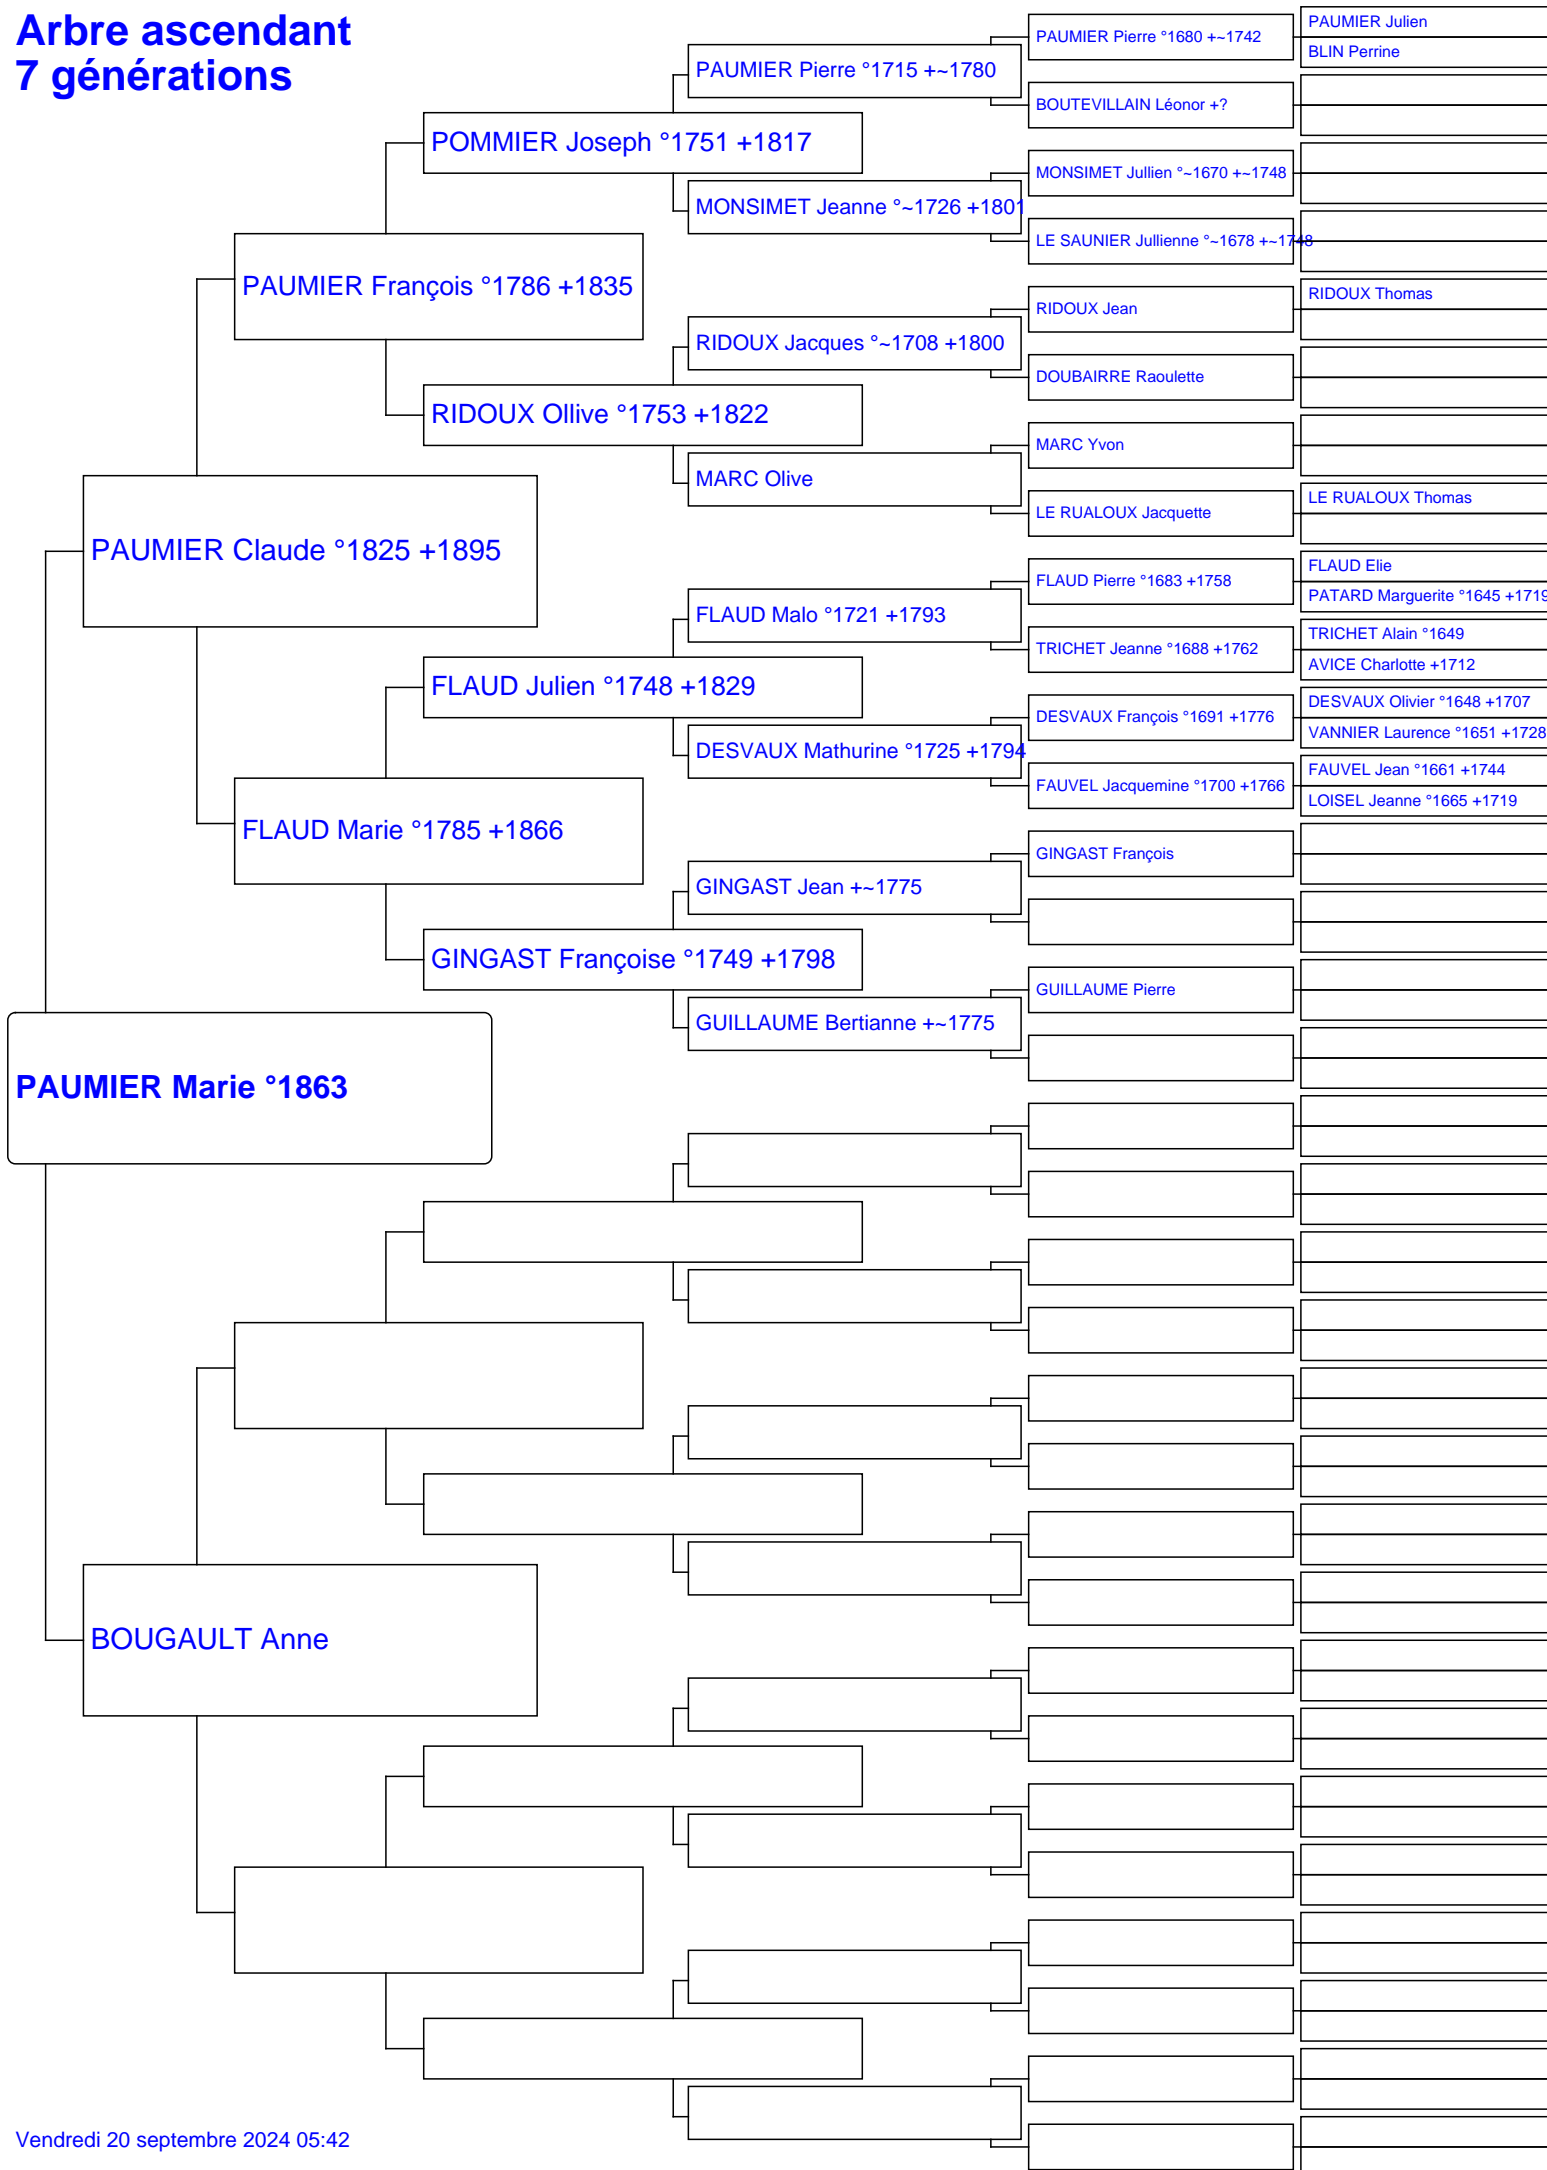 Arbre ascendant
7 générations
PAUMIER Julien
PAUMIER Pierre °1680 +~1742
BLIN Perrine
PAUMIER Pierre °1715 +~1780
BOUTEVILLAIN Léonor +?
POMMIER Joseph °1751 +1817
MONSIMET Jullien °~1670 +~1748
MONSIMET Jeanne °~1726 +1801
LE SAUNIER Jullienne °~1678 +~1748
PAUMIER François °1786 +1835
RIDOUX Thomas
RIDOUX Jean
RIDOUX Jacques °~1708 +1800
DOUBAIRRE Raoulette
RIDOUX Ollive °1753 +1822
MARC Yvon
MARC Olive
LE RUALOUX Thomas
LE RUALOUX Jacquette
PAUMIER Claude °1825 +1895
FLAUD Elie
FLAUD Pierre °1683 +1758
PATARD Marguerite °1645 +1719
FLAUD Malo °1721 +1793
TRICHET Alain °1649
TRICHET Jeanne °1688 +1762
AVICE Charlotte +1712
FLAUD Julien °1748 +1829
DESVAUX Olivier °1648 +1707
DESVAUX François °1691 +1776
VANNIER Laurence °1651 +1728
DESVAUX Mathurine °1725 +1794
FAUVEL Jean °1661 +1744
FAUVEL Jacquemine °1700 +1766
LOISEL Jeanne °1665 +1719
FLAUD Marie °1785 +1866
GINGAST François
GINGAST Jean +~1775
GINGAST Françoise °1749 +1798
GUILLAUME Pierre
GUILLAUME Bertianne +~1775
PAUMIER Marie °1863
BOUGAULT Anne
Vendredi 20 septembre 2024 05:42